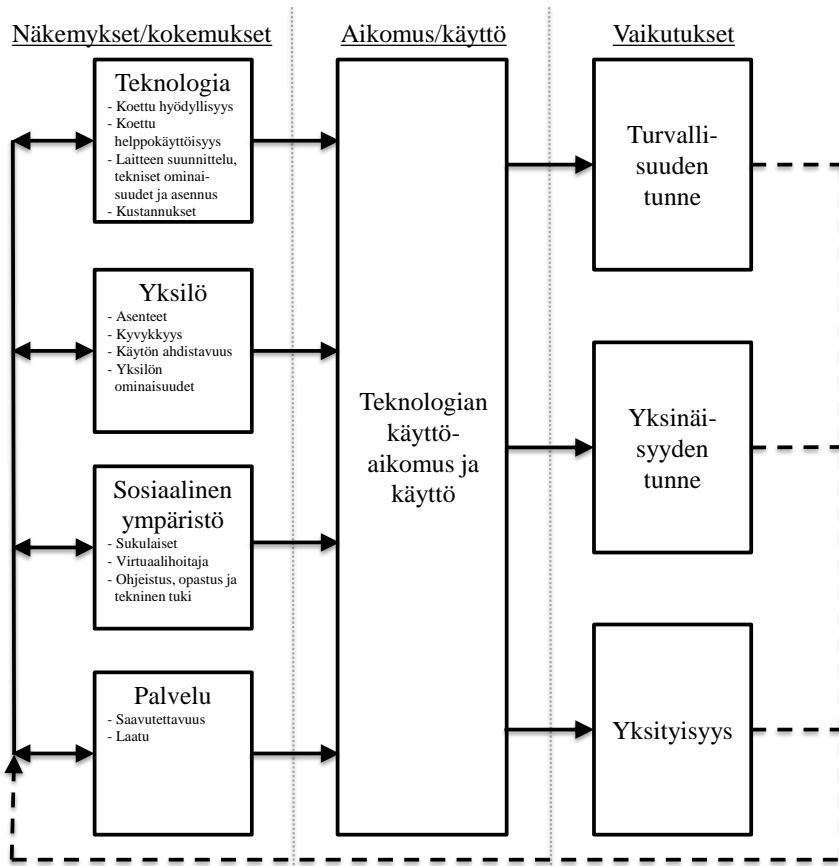 Näkemykset/kokemukset
Aikomus/käyttö
Vaikutukset
Teknologia
- Koettu hyödyllisyys
- Koettu
helppokäyttöisyys
- Laitteen suunnittelu,
tekniset ominai-
suudet ja asennus
- Kustannukset
Yksilö
- Asenteet
- Kyvykkyys
- Käytön ahdistavuus
- Yksilön
ominaisuudet
Sosiaalinen
ympäristö
- Sukulaiset
- Virtuaalihoitaja
- Ohjeistus, opastus ja
tekninen tuki
Palvelu
- Saavutettavuus
- Laatu
Teknologian
käyttö-
aikomus ja
käyttö
Turvalli-
suuden
tunne
Yksinäi-
syyden
tunne
Yksityisyys